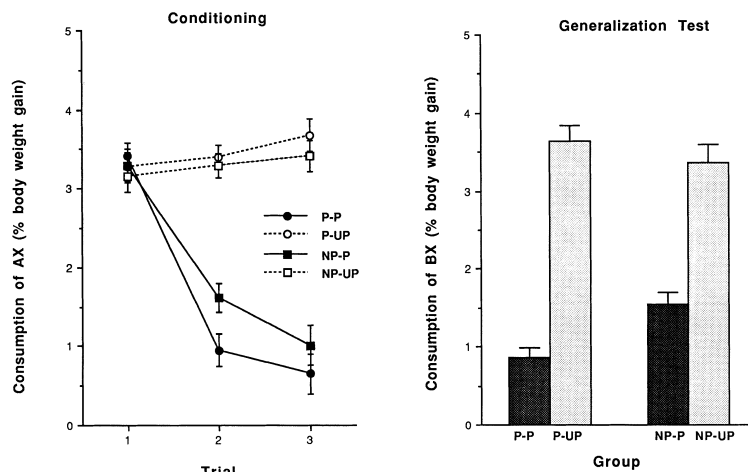 Conditioning
Consumption of AX (% body weight gain)
5
4
3
2
1
0
P-P
P-UP
NP-P
NP-UP
1
2
3
Trial
Generalization Test
Consumption of BX (% body weight gain)
5
4
3
2
1
0
P-P
P-UP
NP-P
NP-UP
Group